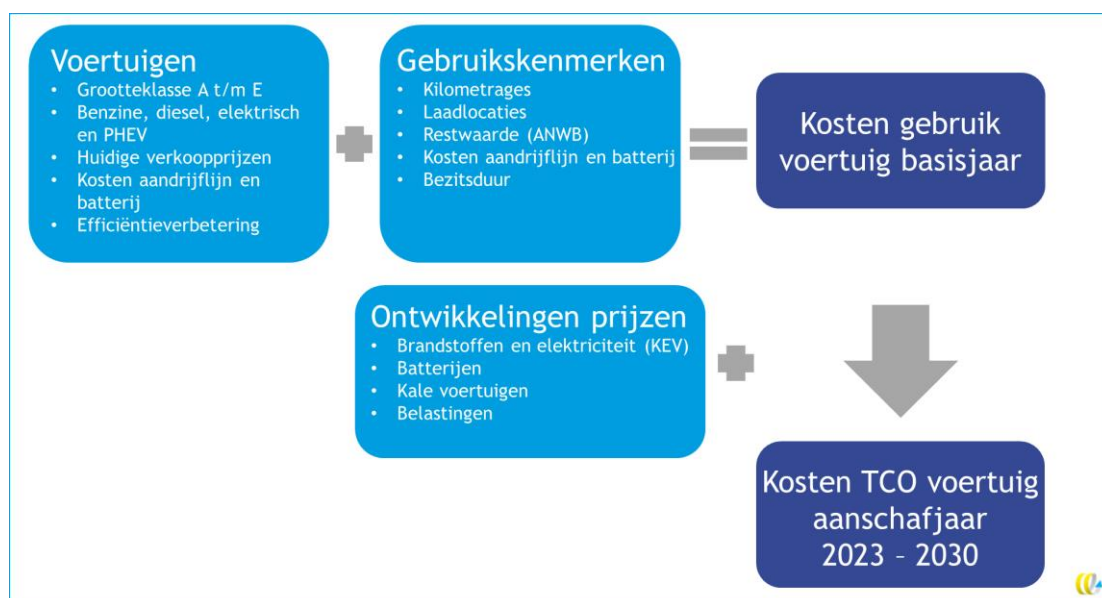 Voertuigen
• Grootteklasse A t/m E
• Benzine, diesel, elektrisch
en PHEV
• Huidige verkoopprijzen
• Kosten aandrijflijn en
batterij
• Efficiëntieverbetering
Gebruikskenmerken
• Kilometrages
• Laadlocaties
• Restwaarde (ANWB)
• Kosten aandrijflijn en batterij
• Bezitsduur
Kosten gebruik
voertuig basisjaar
Ontwikkelingen prijzen
• Brandstoffen en elektriciteit (KEV)
• Batterijen
• Kale voertuigen
• Belastingen
Kosten TCO voertuig
aanschafjaar
2023 - 2030